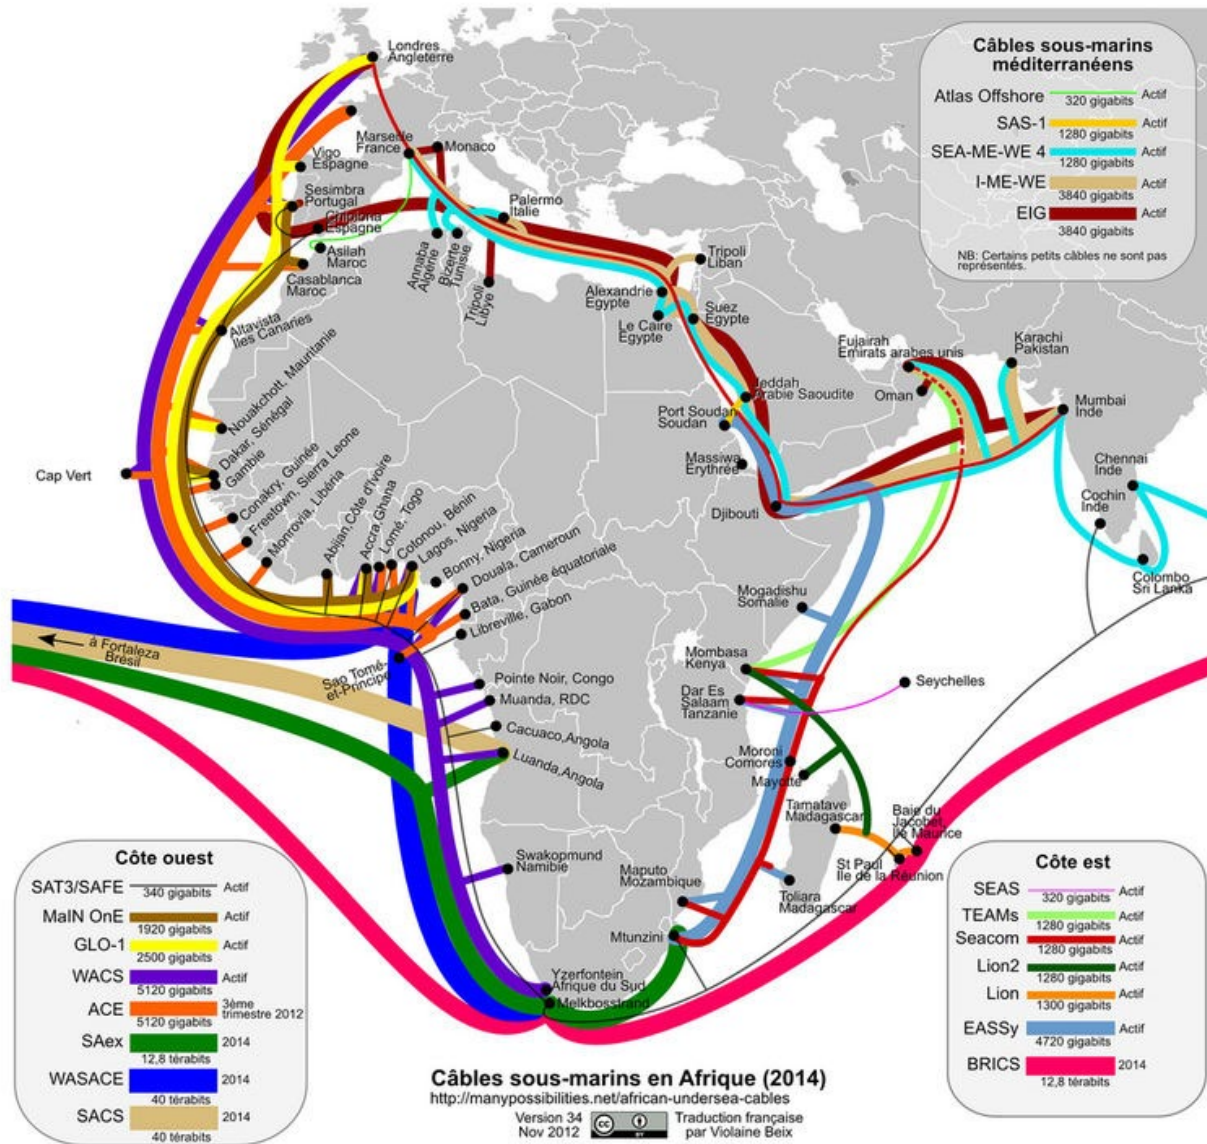 Londres
Angleterre
Marseille
France
Monaco
Vigo
Espagne
Sesimbra
Portugal
Chipiona
Espagne
Asilah
Maroc
Casablanca
Maroc
Annaba
Algérie
Bizerte
Tunisie
Palermo
Italie
Tripoli
Libye
Tripoli
Liban
Alexandrie
Egypte
Le Caire
Egypte
Suez
Egypte
Altavista
Iles Canaries
Nouakchott, Mauritanie
Dakar, Sénégal
Gambie
Cap Vert
Conakry, Guinée
Freetown, Sierra Leone
Monrovia, Libéria
Abijan,Côte d'Ivoire
Accra,Ghana
Lomé, Togo
Cotonou, Bénin
Lagos, Nigeria
Bonny, Nigeria
Douala, Cameroun
Bata, Guinée équatoriale
Libreville, Gabon
Sao Tomé-
et-Principe
à Fortaleza
Brésil
Pointe Noir, Congo
Muanda, RDC
Cacuaco,Angola
Luanda,Angola
Swakopmund
Namibie
Yzerfontein
Afrique du Sud
Melkbosstrand
Mtunzini
Maputo
Mozambique
Toliara
Madagascar
Tamatave
Madagascar
Baie du
Jacobet,
Ile Maurice
St Paul
Ile de la Réunion
Moroni
Comores
Mayotte
Dar Es
Salaam
Tanzanie
Mombasa
Kenya
Seychelles
Mogadishu
Somalie
Djibouti
Massiwa
Erythrée
Port Soudan
Soudan
Jeddah
Arabie Saoudite
Fujairah
Emirats arabes unis
Oman
Karachi
Pakistan
Mumbai
Inde
Chennai
Inde
Cochin
Inde
Colombo
Sri Lanka
Câbles sous-marins
méditerranéens
Atlas Offshore 320 gigabits Actif
SAS-1 1280 gigabits Actif
SEA-ME-WE 4 1280 gigabits Actif
I-ME-WE 3840 gigabits Actif
EIG 3840 gigabits Actif
NB: Certains petits câbles ne sont pas
représentés.
Côte ouest
SAT3/SAFE 340 gigabits Actif
MaIN OnE 1920 gigabits Actif
GLO-1 2500 gigabits Actif
WACS 5120 gigabits Actif
ACE 5120 gigabits 3ème
trimestre 2012
SAex 12,8 térabits 2014
WASACE 40 térabits 2014
SACS 40 térabits 2014
Côte est
SEAS 320 gigabits Actif
TEAMs 1280 gigabits Actif
Seacom 1280 gigabits Actif
Lion2 1280 gigabits Actif
Lion 1300 gigabits Actif
EASSy 4720 gigabits Actif
BRICS 12,8 térabits 2014
Câbles sous-marins en Afrique (2014)
http://manypossibilities.net/african-undersea-cables
Version 34
Nov 2012
cc
BY
Traduction française
par Violaine Beix